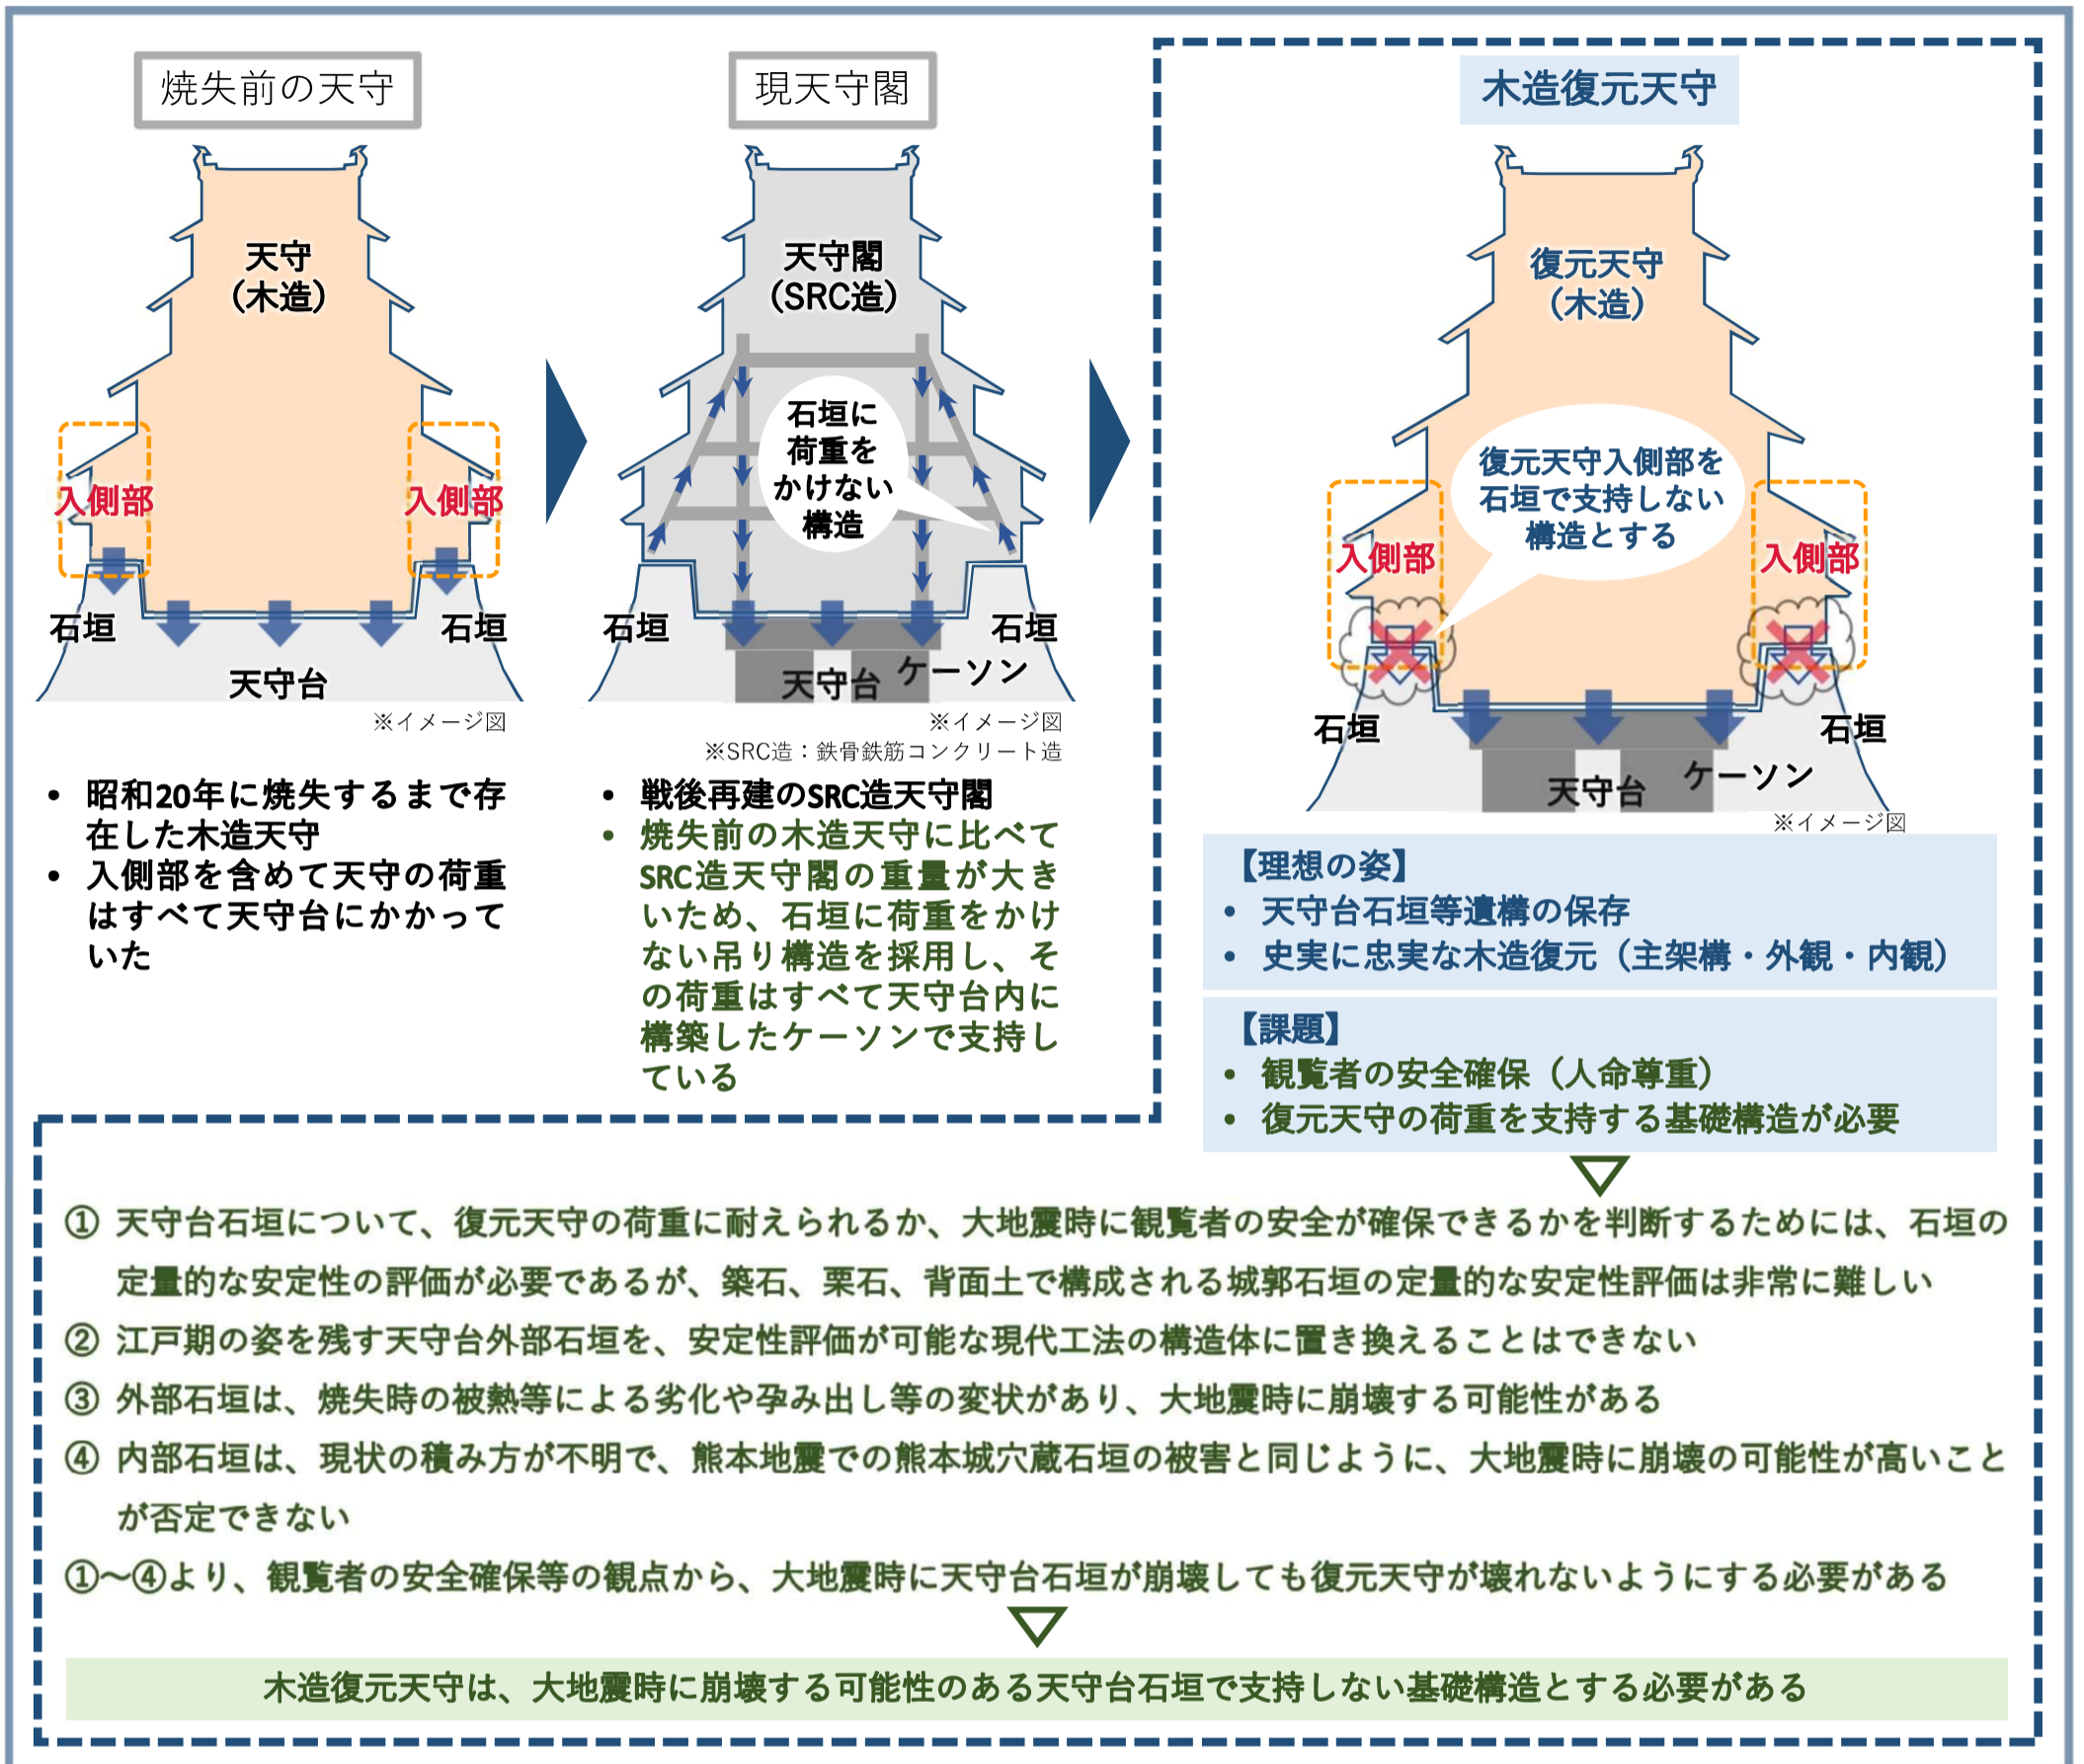 焼失前の天守
天守
（木造）
入側部
入側部
石垣
石垣
天守台
※イメージ図
• 昭和20年に焼失するまで存
在した木造天守
• 入側部を含めて天守の荷重
はすべて天守台にかかって
いた
現天守閣
天守閣
（SRC造）
石垣に
荷重を
かけない
構造
石垣
石垣
天守台
ケーソン
※イメージ図
※SRC造：鉄骨鉄筋コンクリート造
• 戦後再建のSRC造天守閣
• 焼失前の木造天守に比べて
SRC造天守閣の重量が大き
いため、石垣に荷重をかけ
ない吊り構造を採用し、そ
の荷重はすべて天守台内に
構築したケーソンで支持し
ている
木造復元天守
復元天守
（木造）
復元天守入側部を
石垣で支持しない
構造とする
入側部
入側部
石垣
石垣
天守台
ケーソン
※イメージ図
【理想の姿】
• 天守台石垣等遺構の保存
• 史実に忠実な木造復元（主架構・外観・内観）
【課題】
• 観覧者の安全確保（人命尊重）
• 復元天守の荷重を支持する基礎構造が必要
① 天守台石垣について、復元天守の荷重に耐えられるか、大地震時に観覧者の安全が確保できるかを判断するためには、石垣の
定量的な安定性の評価が必要であるが、築石、栗石、背面土で構成される城郭石垣の定量的な安定性評価は非常に難しい
② 江戸期の姿を残す天守台外部石垣を、安定性評価が可能な現代工法の構造体に置き換えることはできない
③ 外部石垣は、焼失時の被熱等による劣化や孕み出し等の変状があり、大地震時に崩壊する可能性がある
④ 内部石垣は、現状の積み方が不明で、熊本地震での熊本城穴蔵石垣の被害と同じように、大地震時に崩壊の可能性が高いこと
が否定できない
①～④より、観覧者の安全確保等の観点から、大地震時に天守台石垣が崩壊しても復元天守が壊れないようにする必要がある
木造復元天守は、大地震時に崩壊する可能性のある天守台石垣で支持しない基礎構造とする必要がある